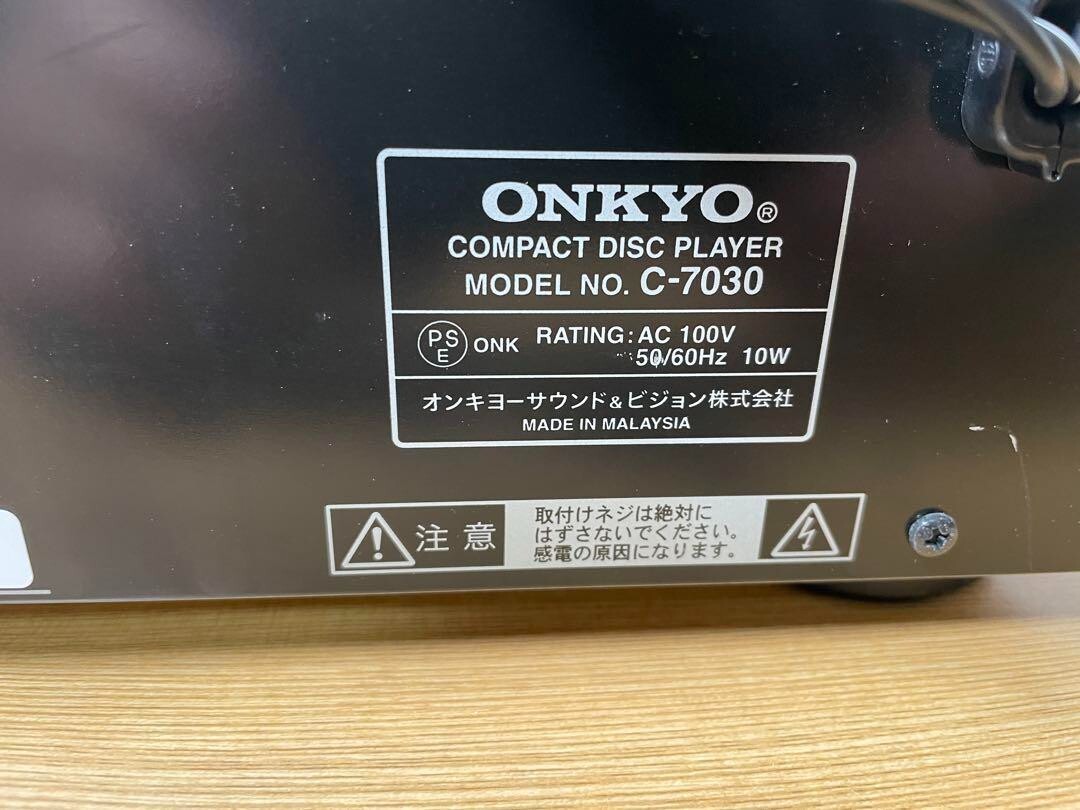 ONKYO®
COMPACT DISC PLAYER
MODEL NO. C-7030
PS
E
ONK
RATING: AC 100V
50/60Hz 10W
オンキヨーサウンド&ビジョン株式会社
MADE IN MALAYSIA
注意
取付けネジは絶対に
はずさないでください。
感電の原因になります。